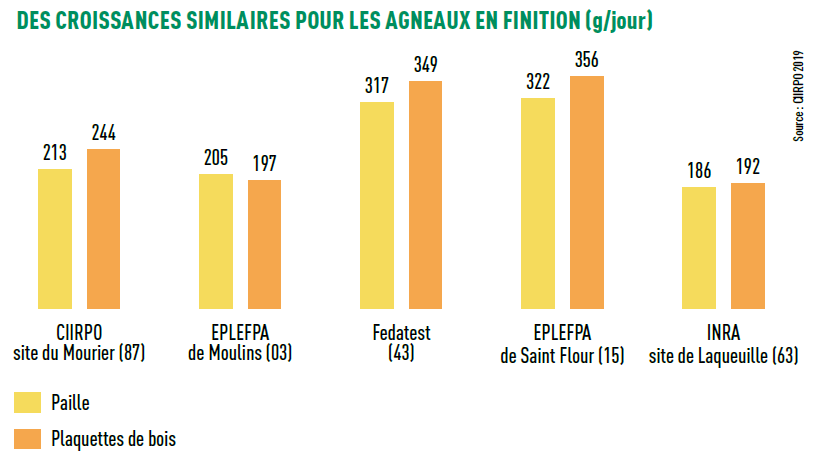 DES CROISSANCES SIMILAIRES POUR LES AGNEAUX EN FINITION (g/jour)
Source : CIIRPO 2019
213
244
205
197
317
349
322
356
186
192
CIIRPO
site du Mourier (87)
EPLEFPA
de Moulins (03)
Fedatest
(43)
EPLEFPA
de Saint Flour (15)
INRA
site de Laqueuille (63)
Paille
Plaquettes de bois